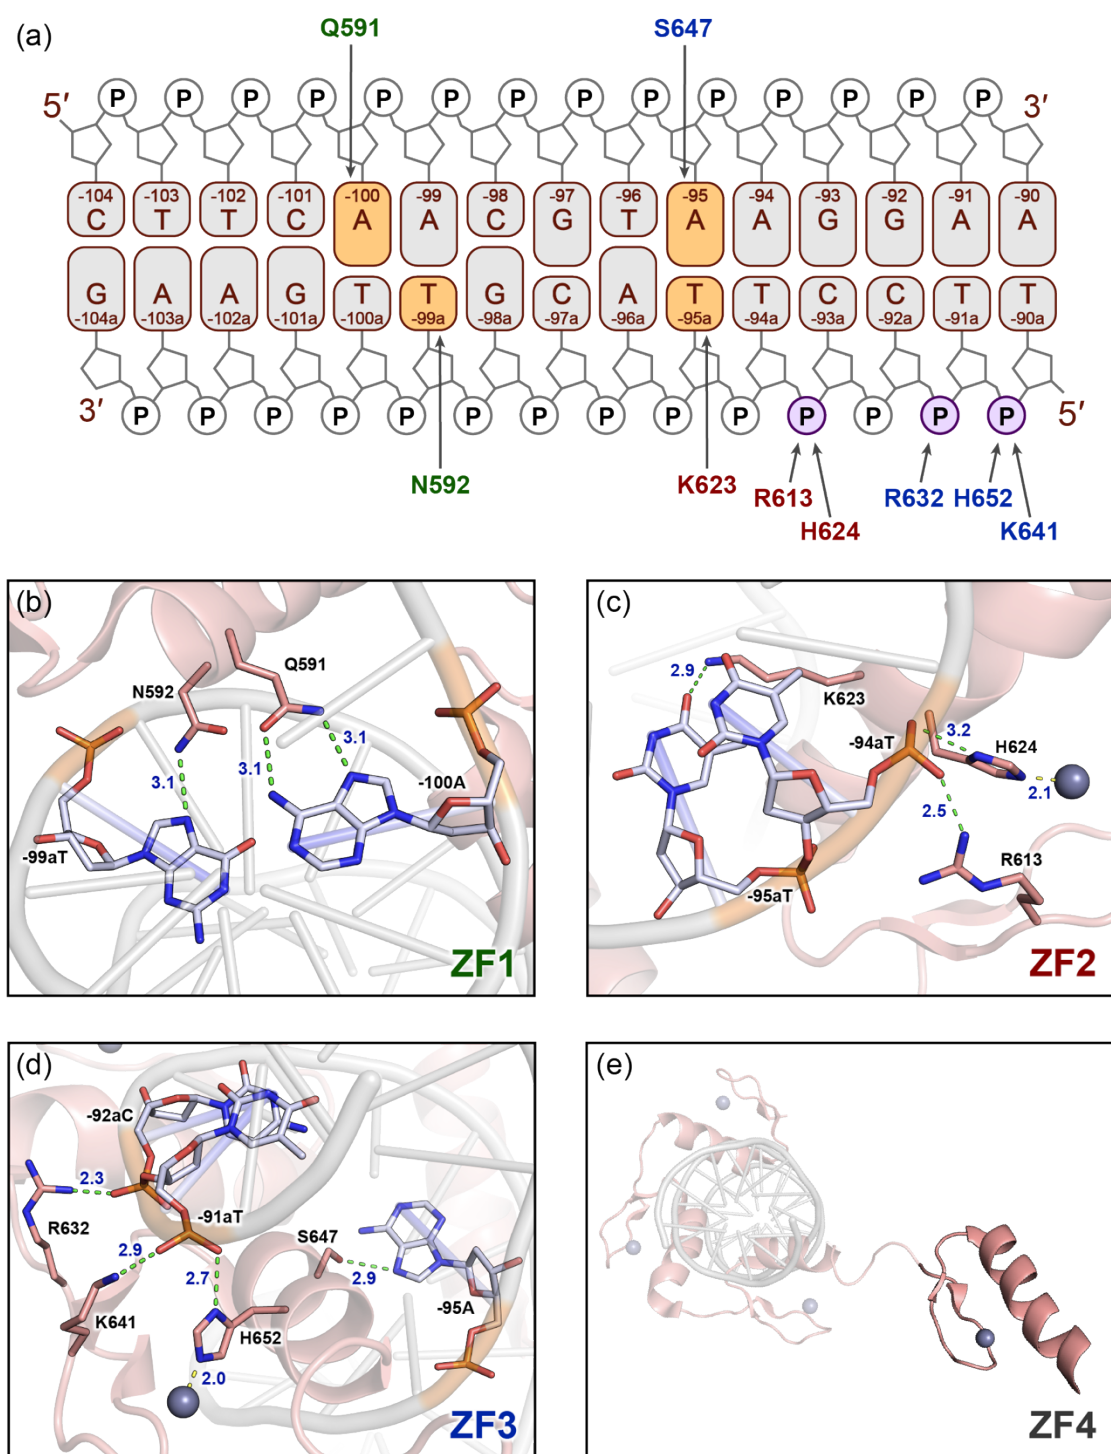 (a)
Q591 S647
5′ P P P P P P P P P P P P P P 3′
-104 -103 -102 -101 -100 -99 -98 -97 -96 -95 -94 -93 -92 -91 -90
C T T C A A C G T A A G G A A
G A A G T T G C A T T C C T T
-104a -103a -102a -101a -100a -99a -98a -97a -96a -95a -94a -93a -92a -91a -90a
3′ P P P P P P P P P P P P P P 5′
N592 K623 R613 R632 H652
H624 K641
(b)
Q591
N592
3.1
3.1 3.1
-100A
-99aT
ZF1
(c)
2.9
K623
-94aT 3.2
H624
2.1
2.5
R613
-95aT
ZF2
(d)
-92aC
2.3
-91aT
R632 S647
2.9
2.7 2.9
-95A
K641 H652
2.0
ZF3
(e)
ZF4